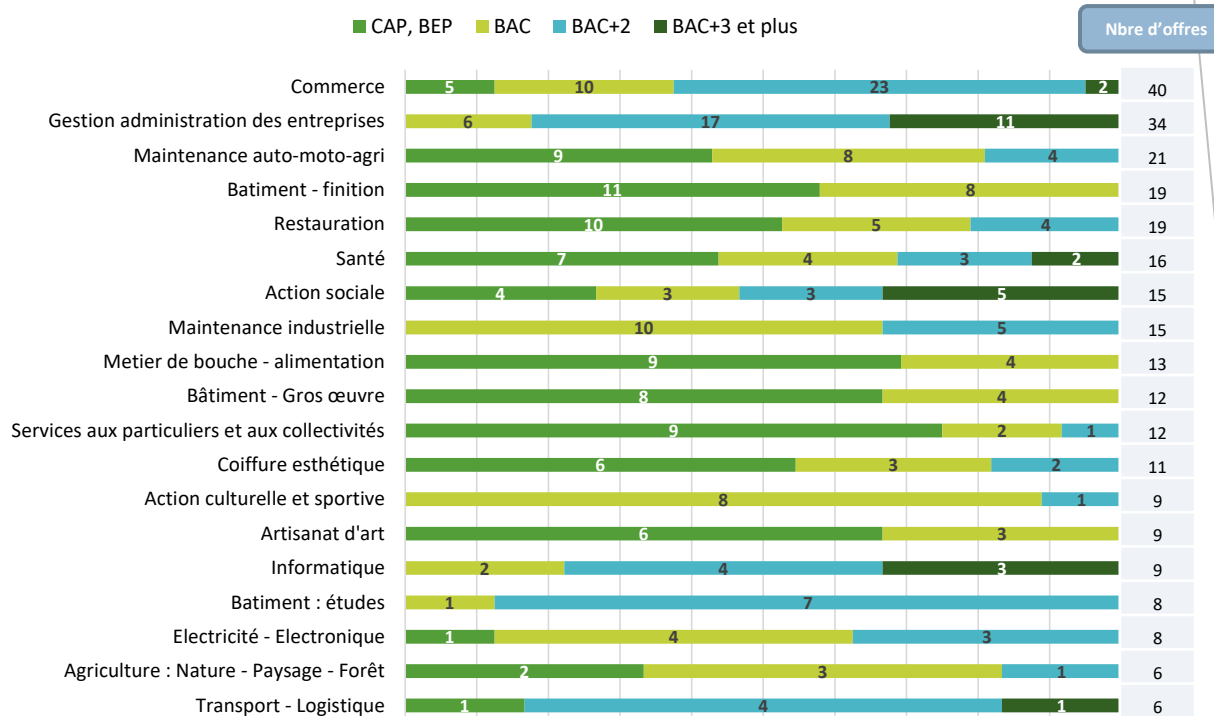 CAP, BEP BAC BAC+2 BAC+3 et plus
Nbre d'offres
Commerce 5 10 23 2 40
Gestion administration des entreprises 6 17 11 34
Maintenance auto-moto-agri 9 8 4 21
Batiment - finition 11 8 19
Restauration 10 5 4 19
Santé 7 4 3 2 16
Action sociale 4 3 3 5 15
Maintenance industrielle 10 5 15
Metier de bouche - alimentation 9 4 13
Bâtiment - Gros œuvre 8 4 12
Services aux particuliers et aux collectivités 9 2 1 12
Coiffure esthétique 6 3 2 11
Action culturelle et sportive 8 1 9
Artisanat d'art 6 3 9
Informatique 2 4 3 9
Batiment : études 1 7 8
Electricité - Electronique 1 4 3 8
Agriculture : Nature - Paysage - Forêt 2 3 1 6
Transport - Logistique 1 4 1 6